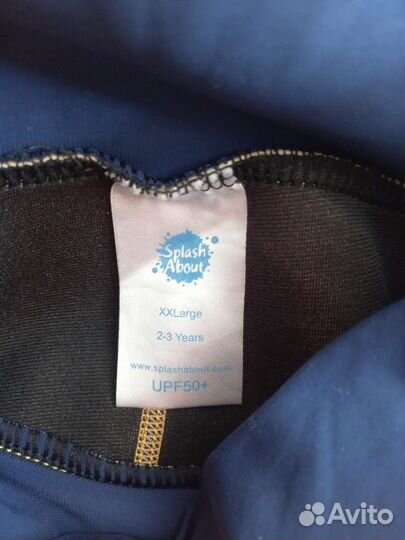 Splash
About
XXLarge
2-3 Years
www.splashabout.com
UPF50+
Avito